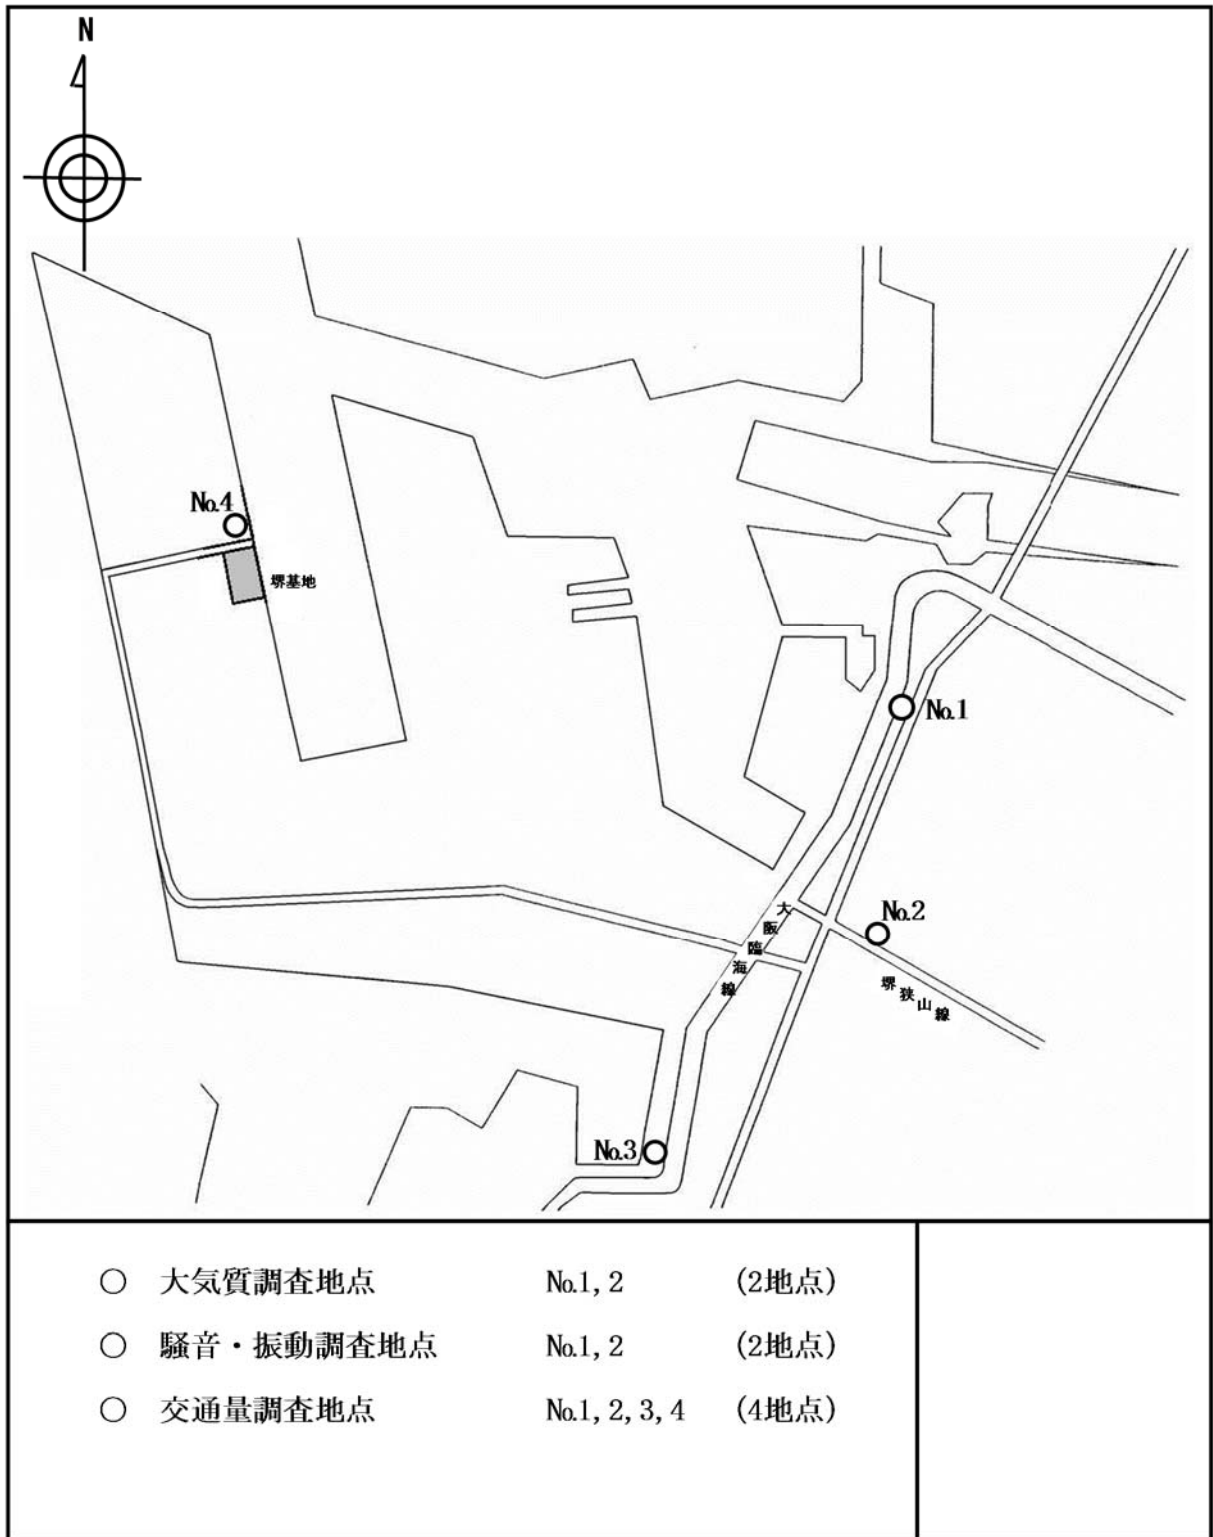 N
No.4
堺基地
No.1
No.2
大阪臨海線
堺狭山線
No.3
○ 大気質調査地点 No.1, 2 (2地点)
○ 騒音・振動調査地点 No.1, 2 (2地点)
○ 交通量調査地点 No.1, 2, 3, 4 (4地点)